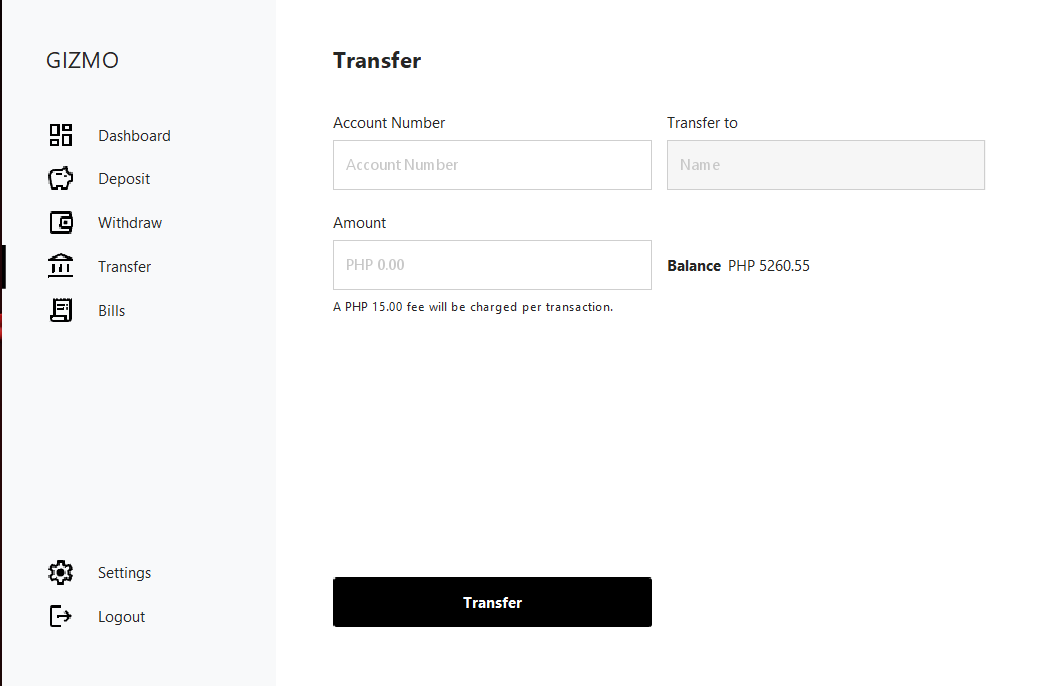 GIZMO
Dashboard
Deposit
Withdraw
Transfer
Bills
Settings
Logout
Transfer
Account Number
Transfer to
Account Number
Name
Amount
PHP 0.00
Balance PHP 5260.55
A PHP 15.00 fee will be charged per transaction.
Transfer